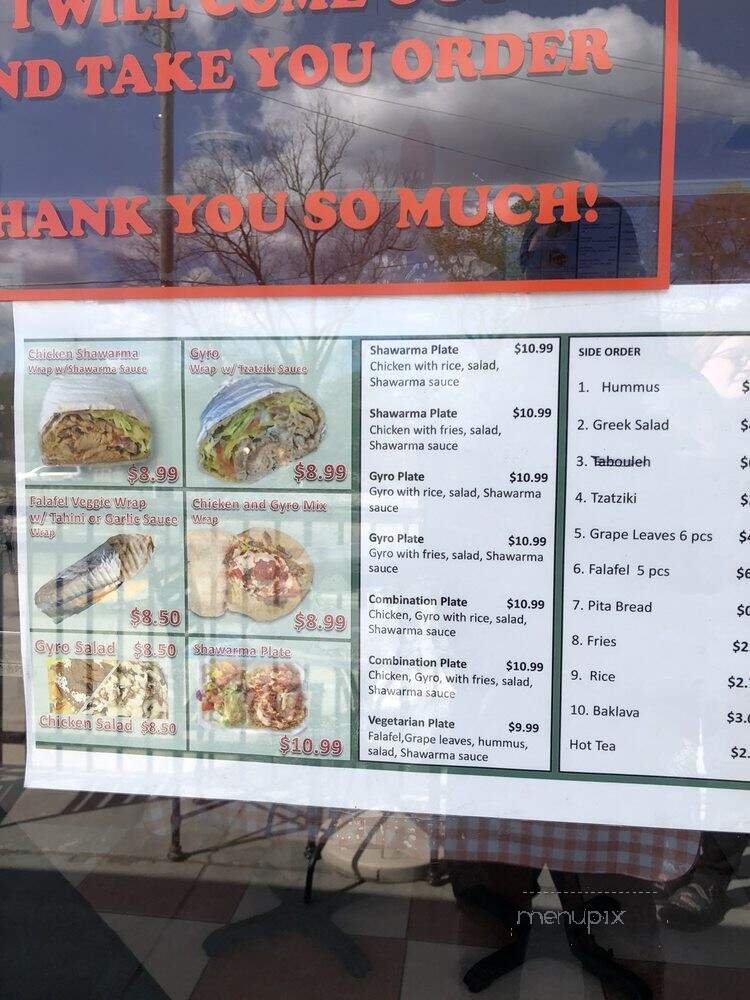 I WILL COME
ND TAKE YOU ORDER
HANK YOU SO MUCH!
Chicken Shawarma
Wrap w/Shawarma Sauce
$8.99
Gyro
Wrap w/ Tzatziki Sauce
$8.99
Falafel Veggie Wrap
w/ Tahini or Garlic Sauce
Wrap
$8.50
Chicken and Gyro Mix
Wrap
$8.99
Gyro Salad $8.50
Chicken Salad $8.50
Shawarma Plate
$10.99
Shawarma Plate $10.99
Chicken with rice, salad,
Shawarma sauce
Shawarma Plate $10.99
Chicken with fries, salad,
Shawarma sauce
Gyro Plate $10.99
Gyro with rice, salad, Shawarma
sauce
Gyro Plate $10.99
Gyro with fries, salad, Shawarma
sauce
Combination Plate $10.99
Chicken, Gyro with rice, salad,
Shawarma sauce
Combination Plate $10.99
Chicken, Gyro, with fries, salad,
Shawarma sauce
Vegetarian Plate $9.99
Falafel,Grape leaves, hummus,
salad, Shawarma sauce
SIDE ORDER
1. Hummus $
2. Greek Salad $
3. Tabouleh $
4. Tzatziki $
5. Grape Leaves 6 pcs $
6. Falafel 5 pcs $6
7. Pita Bread $0
8. Fries $2.
9. Rice $2.
10. Baklava $3.
Hot Tea $2.
menupix